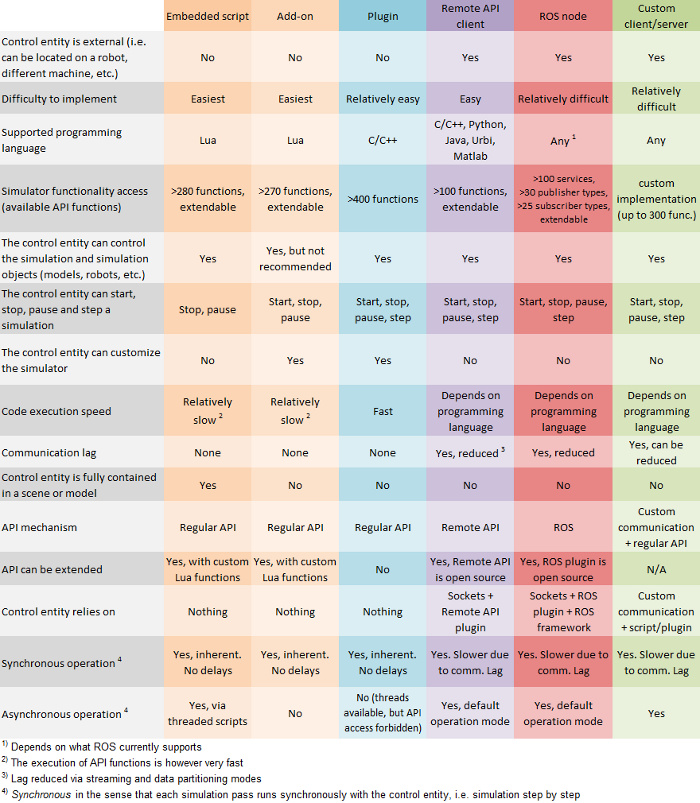 Embedded script Add-on Plugin Remote API client ROS node Custom client/server
Control entity is external (i.e. can be located on a robot, different machine, etc.) No No No Yes Yes Yes
Difficulty to implement Easiest Easiest Relatively easy Easy Relatively difficult Relatively difficult
Supported programming language Lua Lua C/C++ C/C++, Python, Java, Urbi, Matlab Any 1 Any
Simulator functionality access (available API functions) >280 functions, extendable >270 functions, extendable >400 functions >100 functions, extendable >100 services, >30 publisher types, >25 subscriber types, extendable custom implementation (up to 300 func.)
The control entity can control the simulation and simulation objects (models, robots, etc.) Yes Yes, but not recommended Yes Yes Yes Yes
The control entity can start, stop, pause and step a simulation Stop, pause Start, stop, pause Start, stop, pause, step Start, stop, pause, step Start, stop, pause, step Start, stop, pause, step
The control entity can customize the simulator No Yes Yes No No No
Code execution speed Relatively slow 2 Relatively slow 2 Fast Depends on programming language Depends on programming language Depends on programming language
Communication lag None None None Yes, reduced 3 Yes, reduced Yes, can be reduced
Control entity is fully contained in a scene or model Yes No No No No No
API mechanism Regular API Regular API Regular API Remote API ROS Custom communication + regular API
API can be extended Yes, with custom Lua functions Yes, with custom Lua functions No Yes, Remote API is open source Yes, ROS plugin is open source N/A
Control entity relies on Nothing Nothing Nothing Sockets + Remote API plugin Sockets + ROS plugin + ROS framework Custom communication + script/plugin
Synchronous operation 4 Yes, inherent. No delays Yes, inherent. No delays Yes, inherent. No delays Yes. Slower due to comm. Lag Yes. Slower due to comm. Lag Yes. Slower due to comm. Lag
Asynchronous operation 4 Yes, via threaded scripts No No (threads available, but API access forbidden) Yes, default operation mode Yes, default operation mode Yes
1) Depends on what ROS currently supports
2) The execution of API functions is however very fast
3) Lag reduced via streaming and data partitioning modes
4) Synchronous in the sense that each simulation pass runs synchronously with the control entity, i.e. simulation step by step